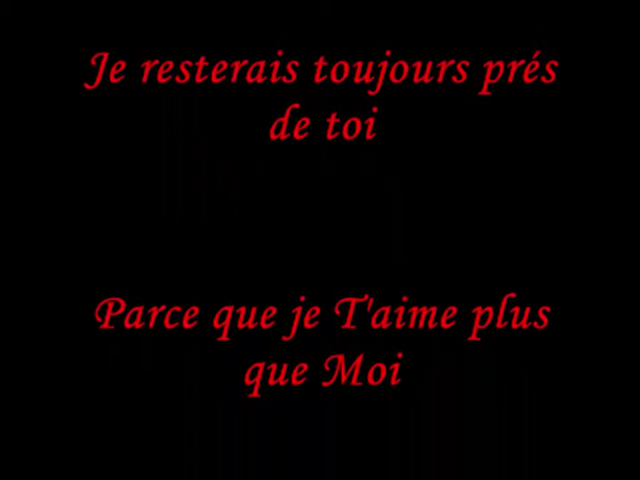 Je resterais toujours prés
de toi
Parce que je T'aime plus
que Moi